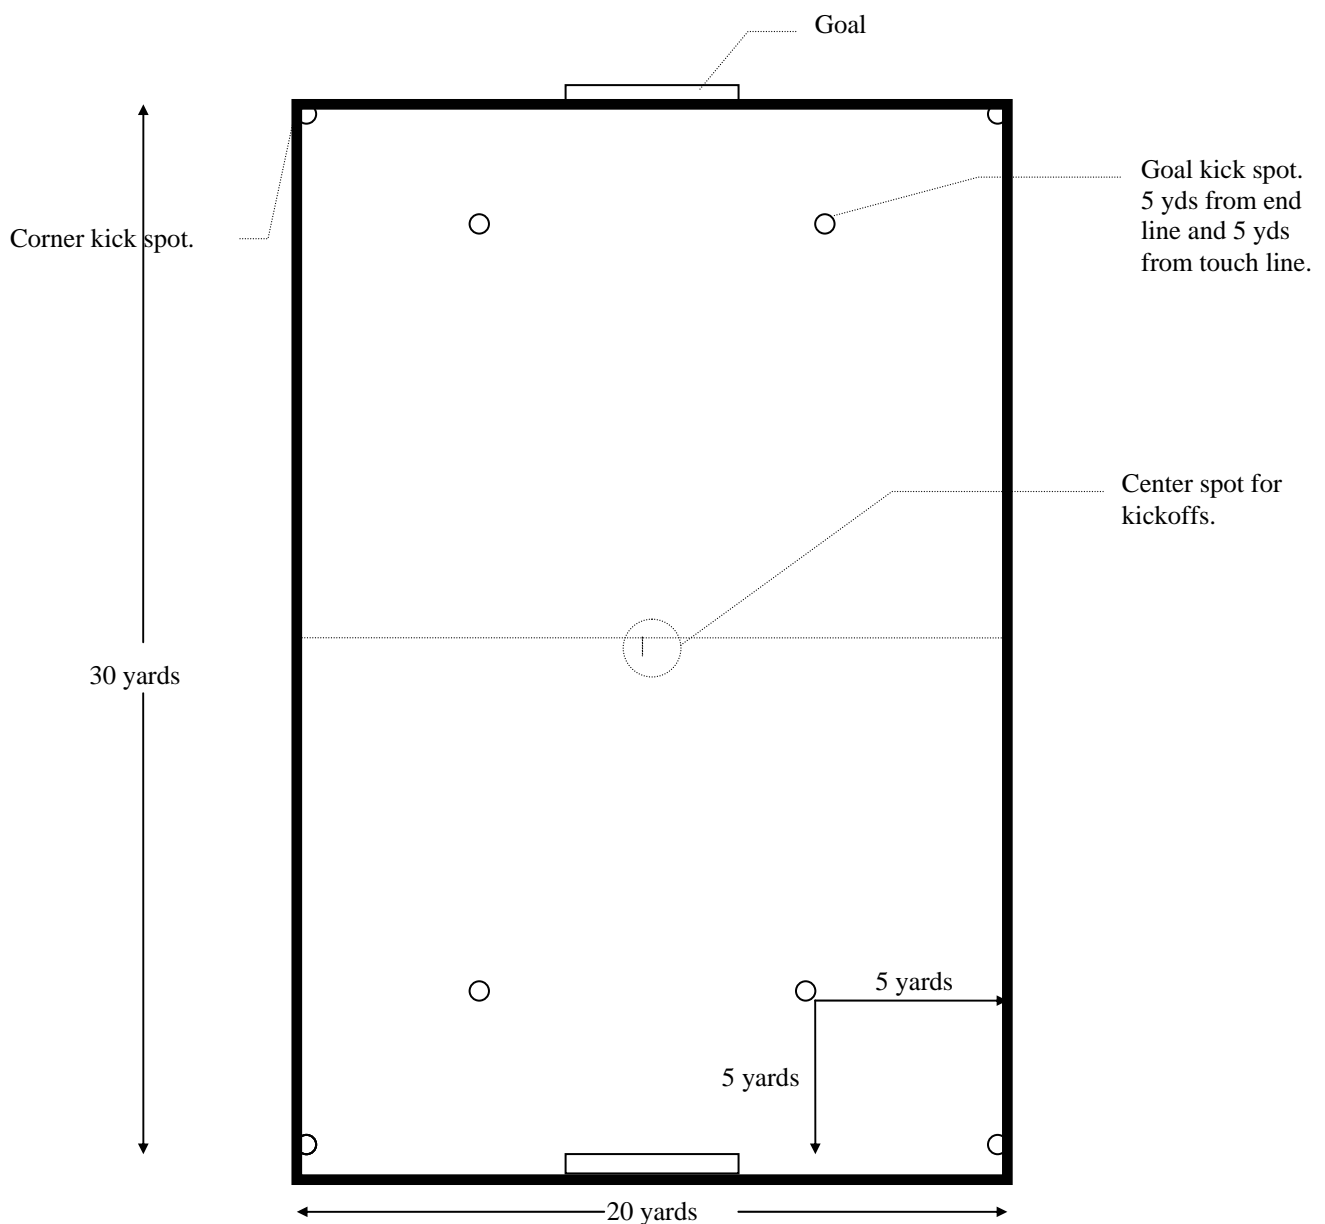 Goal
Goal kick spot.
5 yds from end
line and 5 yds
from touch line.
Corner kick spot.
Center spot for
kickoffs.
30 yards
5 yards
5 yards
20 yards